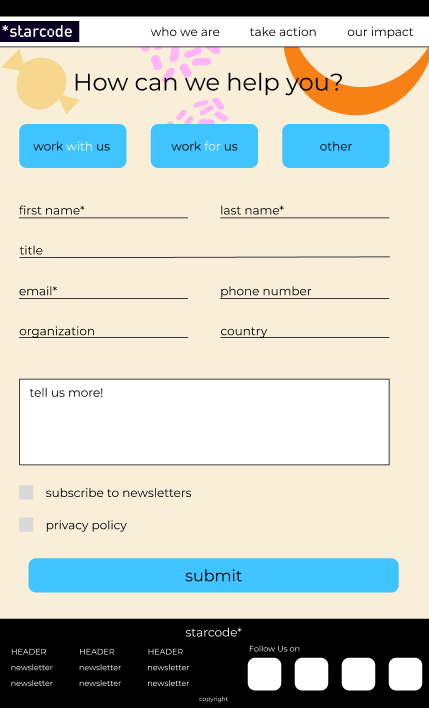 *starcode
who we are take action our impact
How can we help you?
work with us work for us other
first name* last name*
title
email* phone number
organization country
tell us more!
subscribe to newsletters
privacy policy
submit
starcode*
HEADER HEADER HEADER Follow Us on
newsletter newsletter newsletter
newsletter newsletter newsletter
copyright